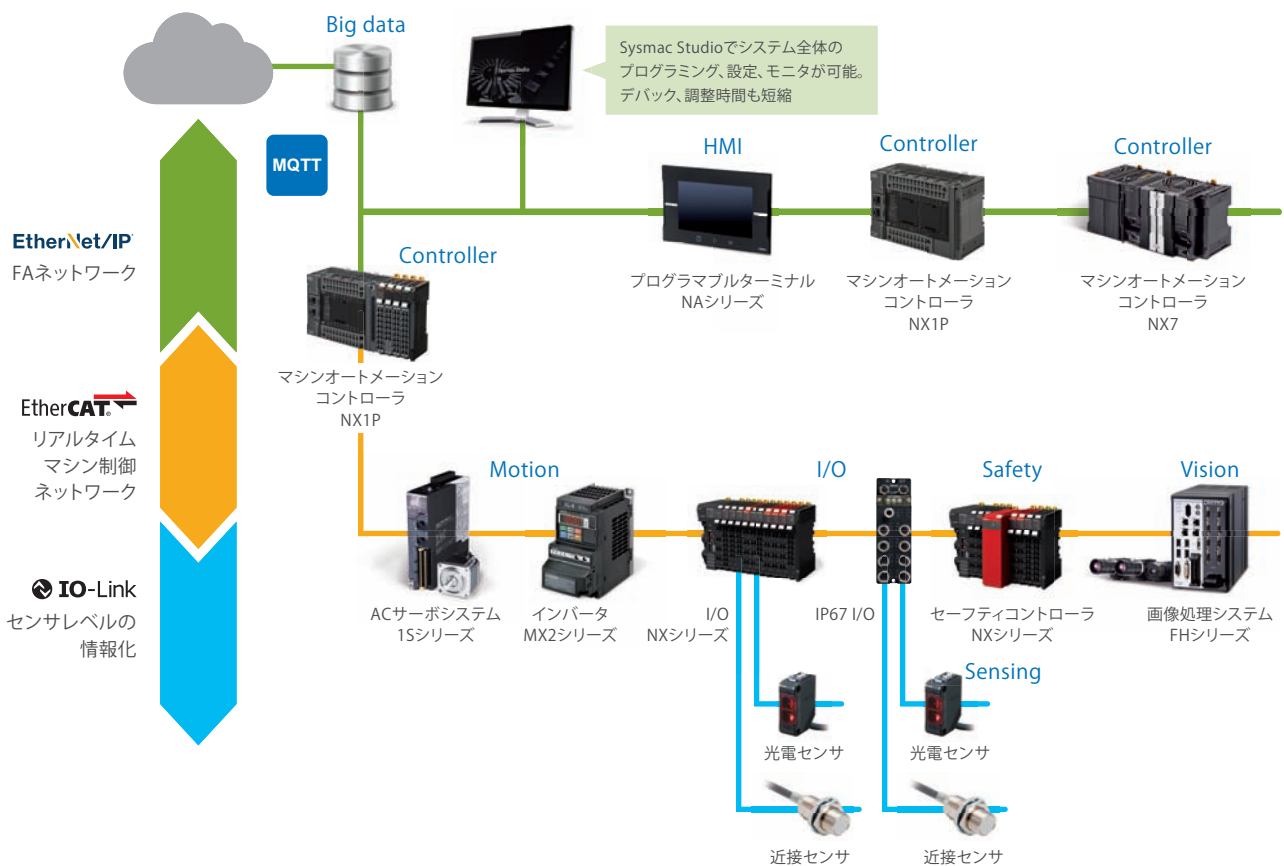 Big data
Sysmac Studioでシステム全体の
プログラミング、設定、モニタが可能。
デバック、調整時間も短縮
MQTT
HMI
Controller
Controller
EtherNet/IP
FAネットワーク
Controller
プログラマブルターミナル
NAシリーズ
マシンオートメーション
コントローラ
NX1P
マシンオートメーション
コントローラ
NX7
マシンオートメーション
コントローラ
NX1P
EtherCAT®
リアルタイム
マシン制御
ネットワーク
Motion
I/O
Safety
Vision
IO-Link
センサレベルの
情報化
ACサーボシステム
1Sシリーズ
インバータ
MX2シリーズ
I/O
NXシリーズ
IP67 I/O
セーフティコントローラ
NXシリーズ
画像処理システム
FHシリーズ
Sensing
光電センサ
光電センサ
近接センサ
近接センサ